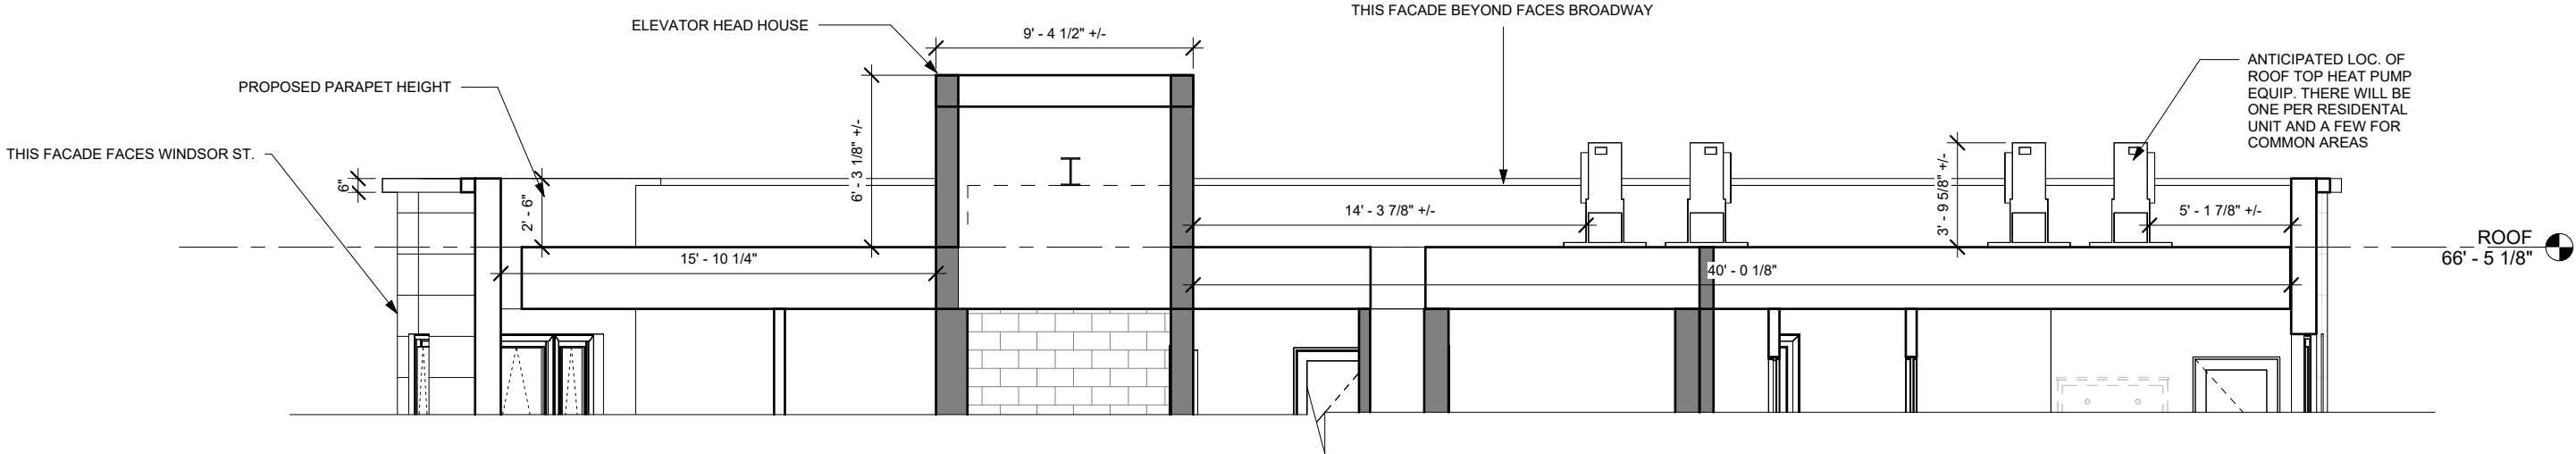 THIS FACADE BEYOND FACES BROADWAY
ELEVATOR HEAD HOUSE
9' - 4 1/2" +/-
PROPOSED PARAPET HEIGHT
ANTICIPATED LOC. OF
ROOF TOP HEAT PUMP
EQUIP. THERE WILL BE
ONE PER RESIDENTAL
UNIT AND A FEW FOR
COMMON AREAS
THIS FACADE FACES WINDSOR ST.
6"
2' - 6"
6' - 3 1/8" +/-
14' - 3 7/8" +/-
3' - 9 5/8" +/-
5' - 1 7/8" +/-
ROOF
66' - 5 1/8"
15' - 10 1/4"
40' - 0 1/8"